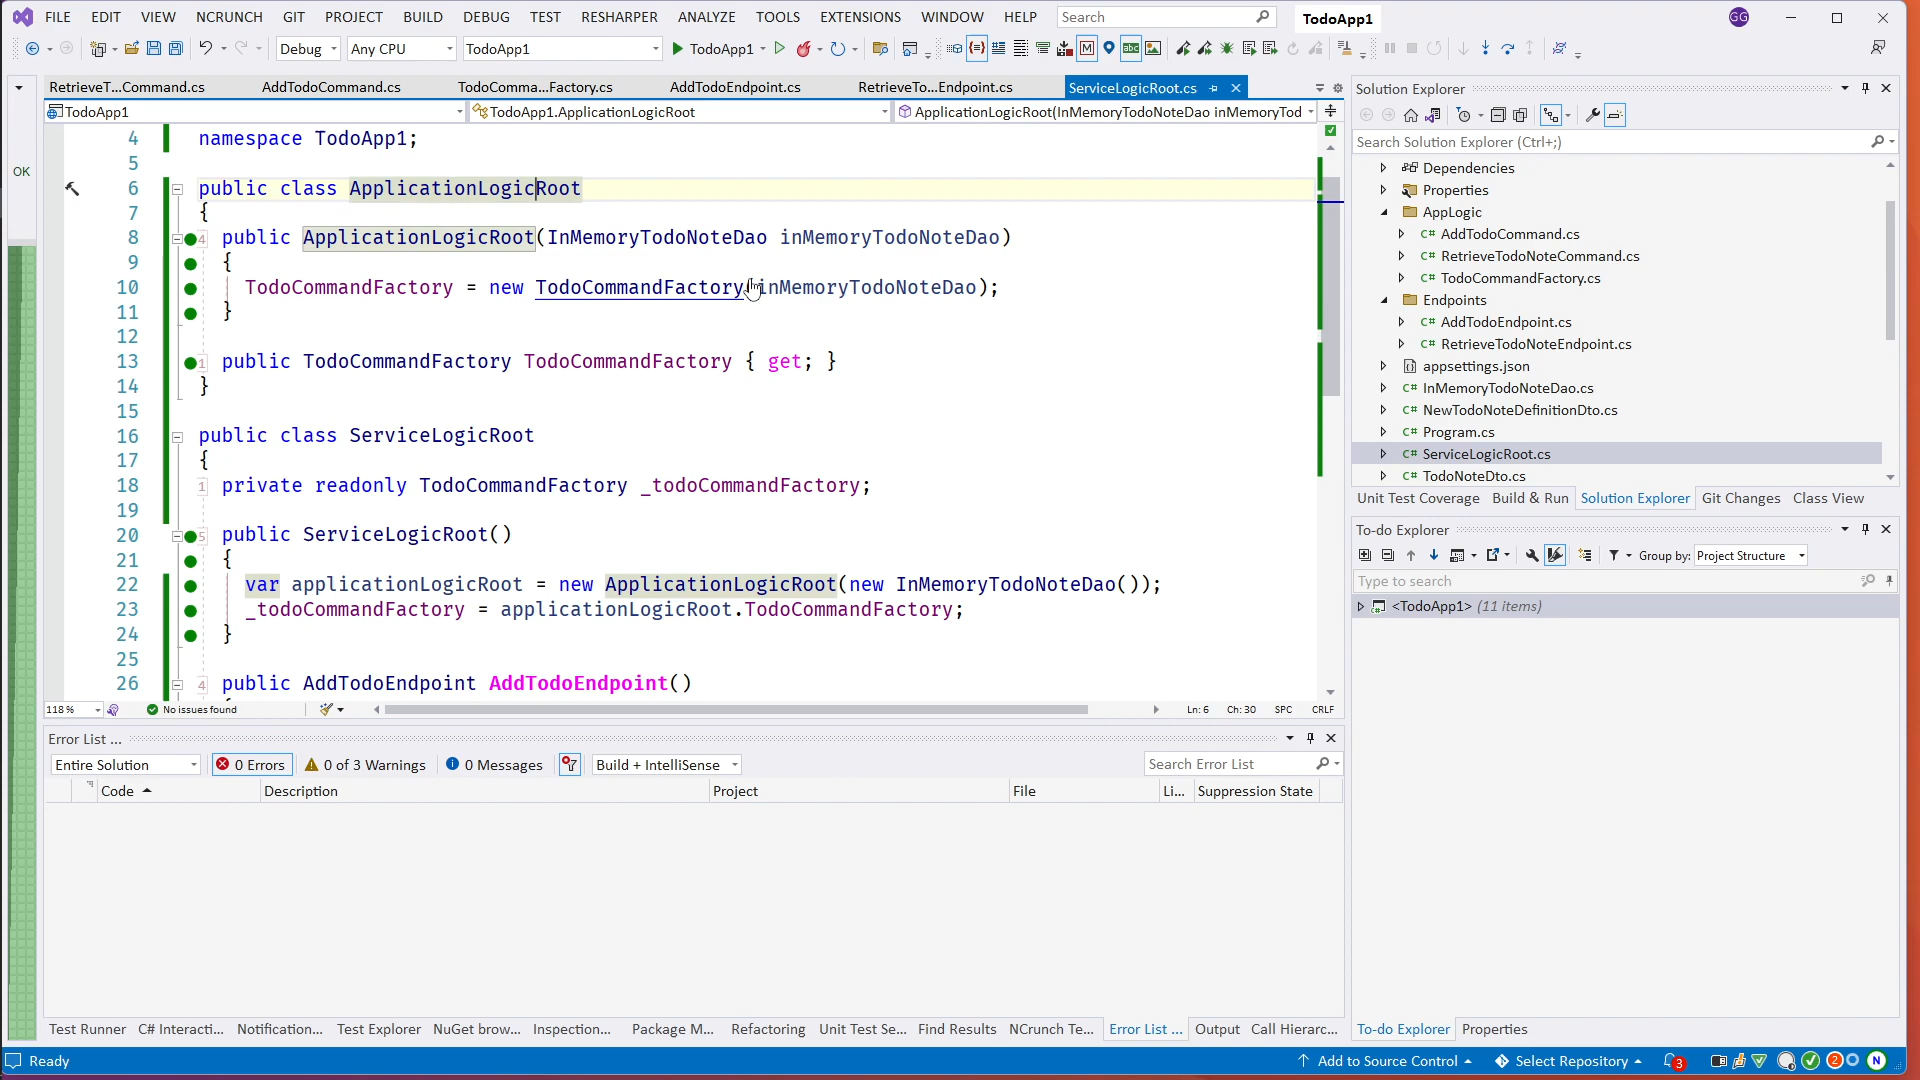 FILE EDIT VIEW NCRUNCH GIT PROJECT BUILD DEBUG TEST RESHARPER ANALYZE TOOLS EXTENSIONS WINDOW HELP Search TodoApp1 GG
Debug Any CPU TodoApp1 TodoApp1
RetrieveT...Command.cs AddTodoCommand.cs TodoComma...Factory.cs AddTodoEndpoint.cs RetrieveTo...Endpoint.cs ServiceLogicRoot.cs
TodoApp1 TodoApp1.ApplicationLogicRoot ApplicationLogicRoot(InMemoryTodoNoteDao inMemoryTod
OK
4 namespace TodoApp1;
5
6 public class ApplicationLogicRoot
7 {
8 4 public ApplicationLogicRoot(InMemoryTodoNoteDao inMemoryTodoNoteDao)
9 {
10 TodoCommandFactory = new TodoCommandFactory(inMemoryTodoNoteDao);
11 }
12
13 1 public TodoCommandFactory TodoCommandFactory { get; }
14 }
15
16 public class ServiceLogicRoot
17 {
18 1 private readonly TodoCommandFactory _todoCommandFactory;
19
20 5 public ServiceLogicRoot()
21 {
22 var applicationLogicRoot = new ApplicationLogicRoot(new InMemoryTodoNoteDao());
23 _todoCommandFactory = applicationLogicRoot.TodoCommandFactory;
24 }
25
26 4 public AddTodoEndpoint AddTodoEndpoint()
118 % No issues found Ln: 6 Ch: 30 SPC CRLF
Error List ...
Entire Solution 0 Errors 0 of 3 Warnings 0 Messages Build + IntelliSense Search Error List
Code Description Project File Li... Suppression State
Test Runner C# Interacti... Notification... Test Explorer NuGet brow... Inspection... Package M... Refactoring Unit Test Se... Find Results NCrunch Te... Error List ... Output Call Hierarc...
Solution Explorer
Search Solution Explorer (Ctrl+;)
Dependencies
Properties
AppLogic
C# AddTodoCommand.cs
C# RetrieveTodoNoteCommand.cs
C# TodoCommandFactory.cs
Endpoints
C# AddTodoEndpoint.cs
C# RetrieveTodoNoteEndpoint.cs
appsettings.json
C# InMemoryTodoNoteDao.cs
C# NewTodoNoteDefinitionDto.cs
C# Program.cs
C# ServiceLogicRoot.cs
C# TodoNoteDto.cs
Unit Test Coverage Build & Run Solution Explorer Git Changes Class View
To-do Explorer
Group by: Project Structure
Type to search
<TodoApp1> (11 items)
To-do Explorer Properties
Ready Add to Source Control Select Repository 3 2 N